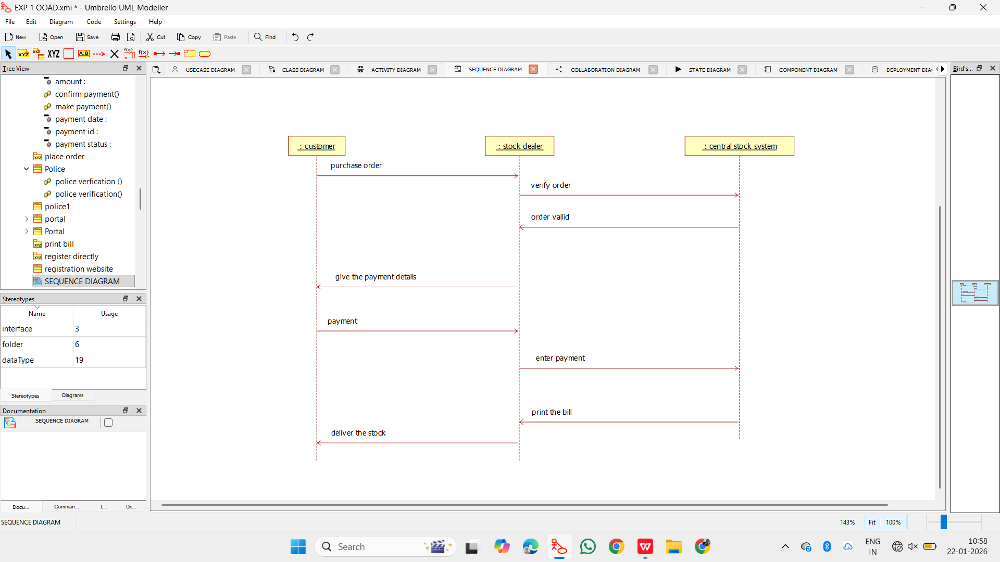 EXP 1 OOAD.xmi * - Umbrello UML Modeller
File Edit Diagram Code Settings Help
New Open Save Cut Copy Paste Find
XYZ XYZ XYZ A:B f(x) f(x)
Tree View
USECASE DIAGRAM CLASS DIAGRAM ACTIVITY DIAGRAM SEQUENCE DIAGRAM COLLABORATION DIAGRAM STATE DIAGRAM COMPONENT DIAGRAM DEPLOYMENT DIA
Bird's...
amount :
confirm payment()
make payment()
payment date :
payment id :
payment status :
place order
Police
police verfication ()
police verification()
police1
portal
Portal
print bill
register directly
registration website
SEQUENCE DIAGRAM
Stereotypes
Name Usage
interface 3
folder 6
dataType 19
Stereotypes Diagrams
Documentation
SEQUENCE DIAGRAM
Docu... Comman... L... De...
: customer : stock dealer : central stock system
purchase order
verify order
order vallid
give the payment details
payment
enter payment
print the bill
deliver the stock
SEQUENCE DIAGRAM
143% Fit 100%
Search
ENG
IN
10:58
22-01-2026